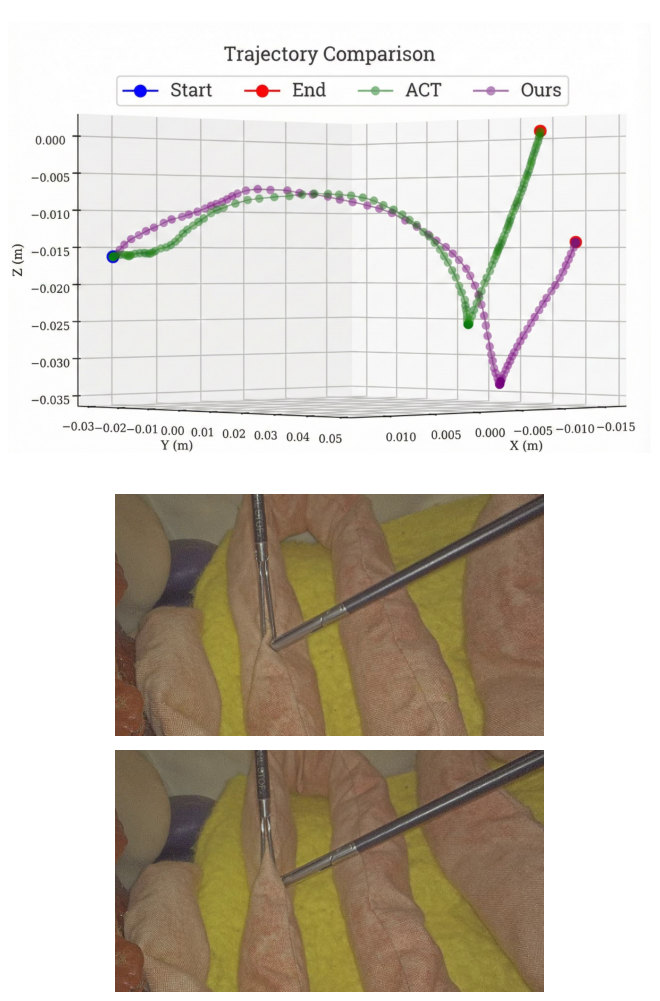 Trajectory Comparison
Start End ACT Ours
0.000
−0.005
−0.010
−0.015
−0.020
−0.025
−0.030
−0.035
Z (m)
−0.03 −0.02 −0.01 0.00 0.01 0.02 0.03 0.04 0.05
Y (m)
0.010 0.005 0.000 −0.005 −0.010 −0.015
X (m)